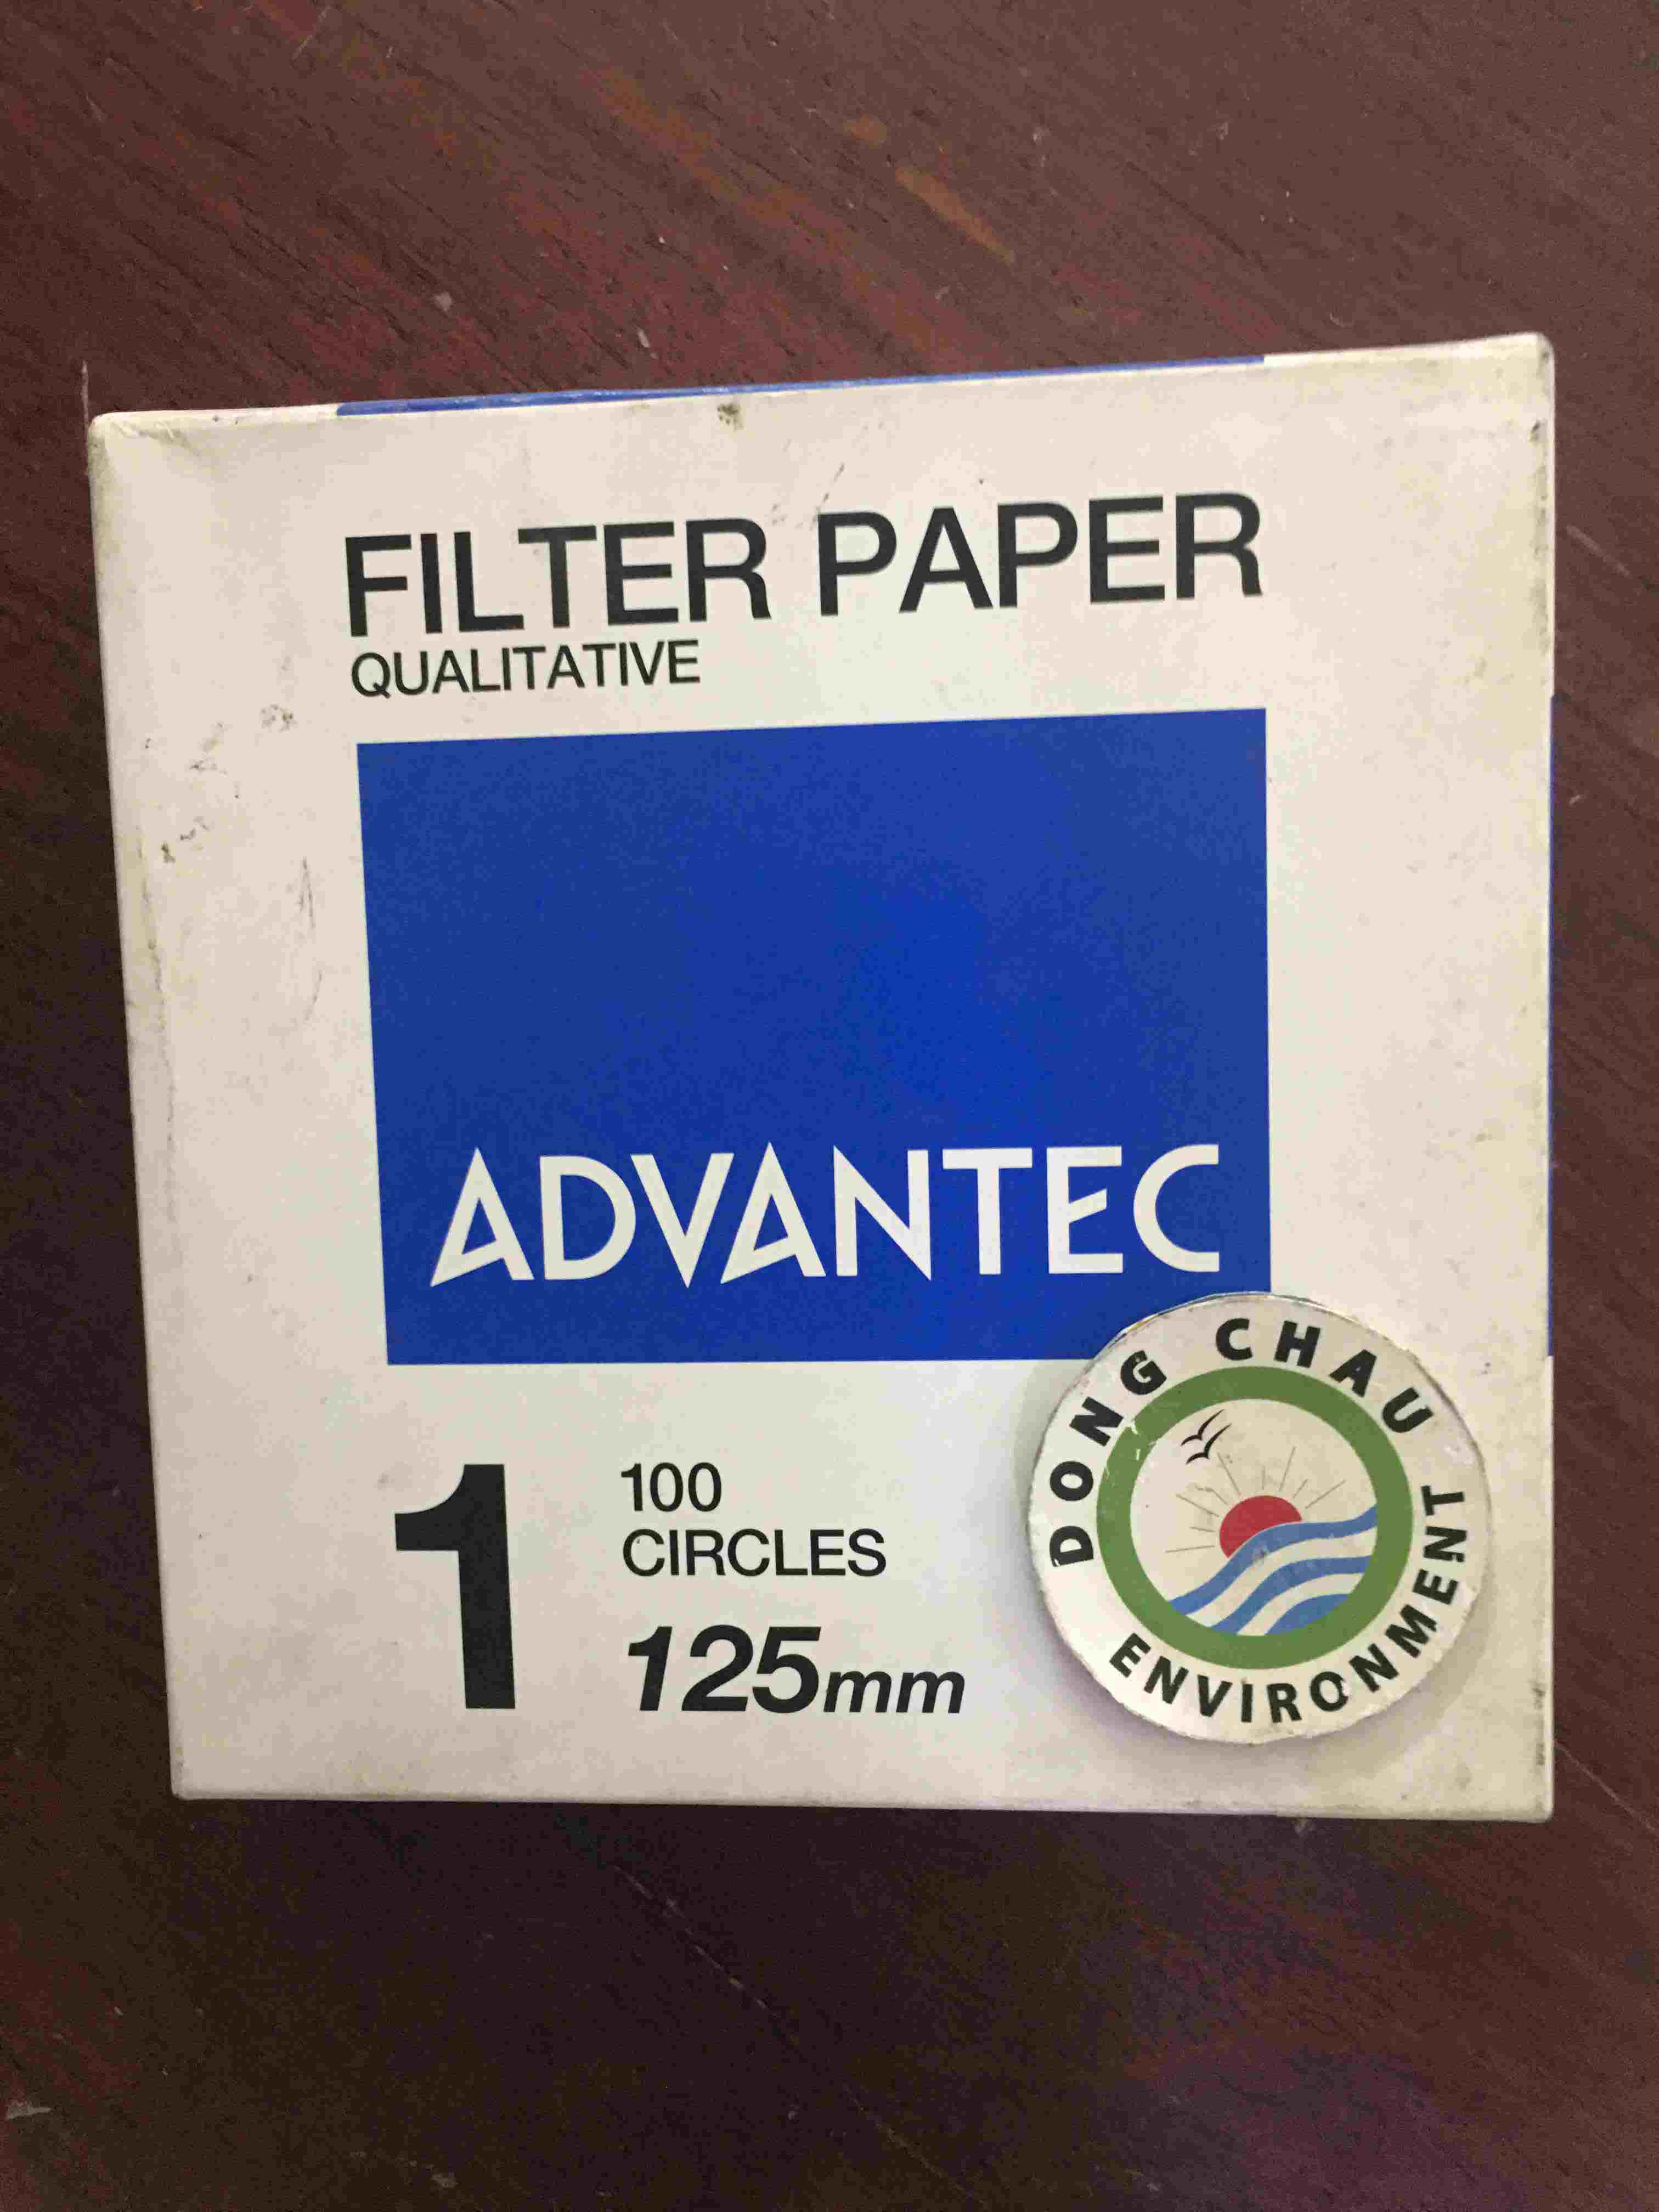 FILTER PAPER
QUALITATIVE
ADVANTEC
1
100
CIRCLES
125mm
DONG CHAU
ENVIRONMENT